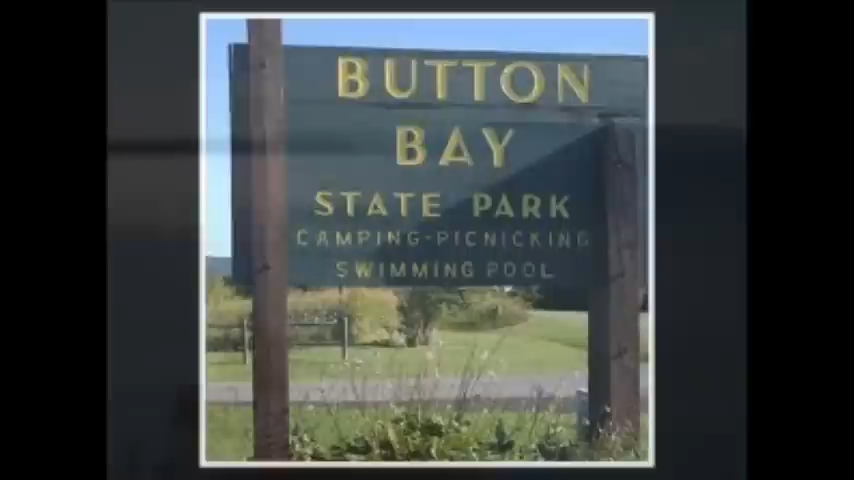 BUTTON
BAY
STATE PARK
CAMPING-PICNICKING
SWIMMING POOL